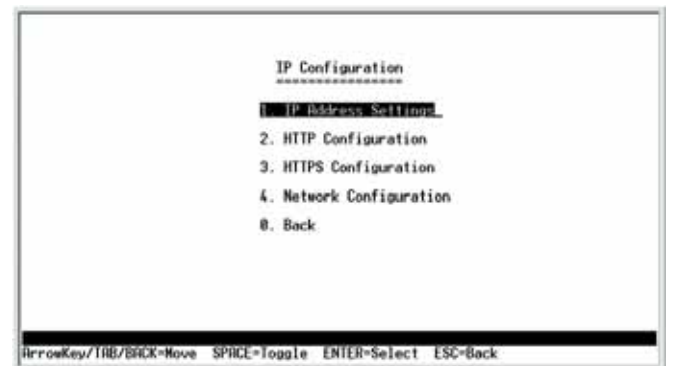 IP Configuration
================
1. IP Address Settings
2. HTTP Configuration
3. HTTPS Configuration
4. Network Configuration
0. Back
ArrowKey/TAB/BACK=Move SPACE=Toggle ENTER=Select ESC=Back